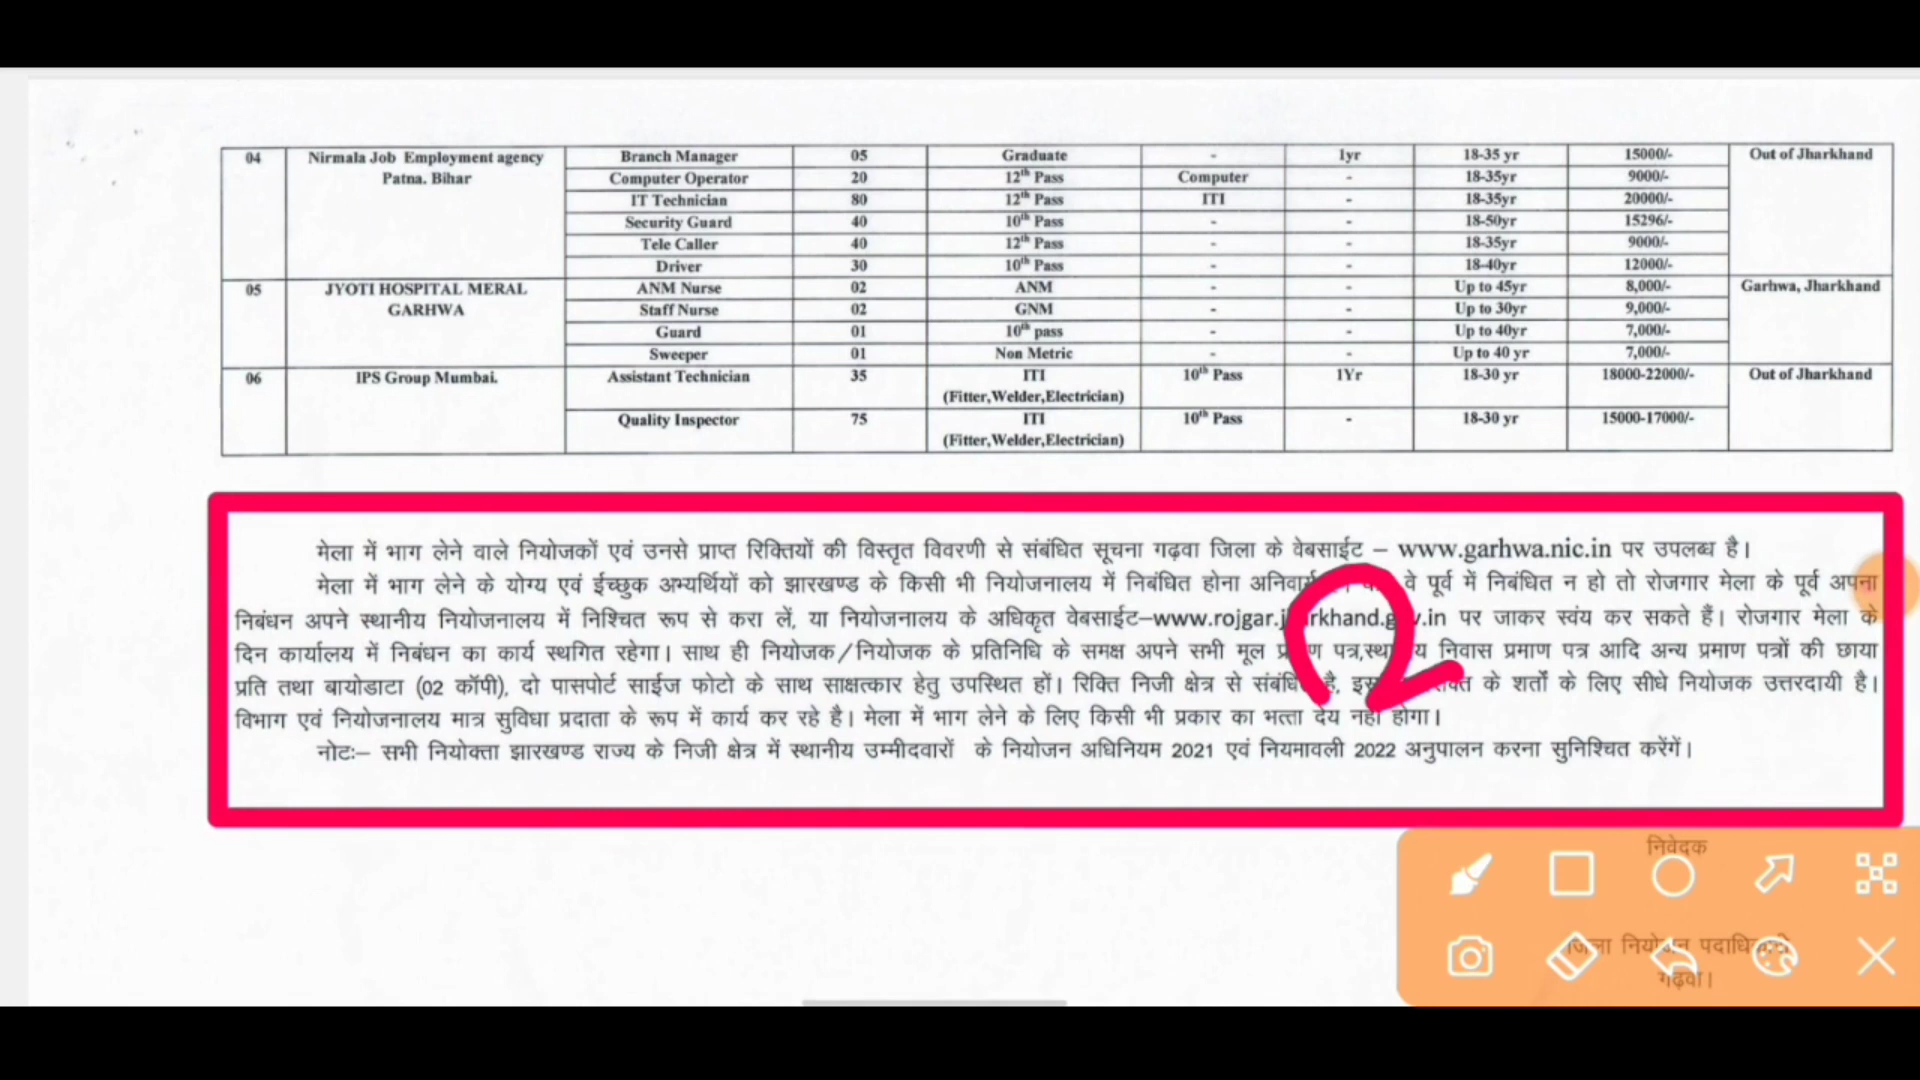 04 Nirmala Job Employment agency Patna. Bihar Branch Manager 05 Graduate - 1yr 18-35 yr 15000/- Out of Jharkhand
Computer Operator 20 12th Pass Computer - 18-35yr 9000/-
IT Technician 80 12th Pass ITI - 18-35yr 20000/-
Security Guard 40 10th Pass - - 18-50yr 15296/-
Tele Caller 40 12th Pass - - 18-35yr 9000/-
Driver 30 10th Pass - - 18-40yr 12000/-
05 JYOTI HOSPITAL MERAL GARHWA ANM Nurse 02 ANM - - Up to 45yr 8,000/- Garhwa, Jharkhand
Staff Nurse 02 GNM - - Up to 30yr 9,000/-
Guard 01 10th pass - - Up to 40yr 7,000/-
Sweeper 01 Non Metric - - Up to 40 yr 7,000/-
06 IPS Group Mumbai. Assistant Technician 35 ITI (Fitter,Welder,Electrician) 10th Pass 1Yr 18-30 yr 18000-22000/- Out of Jharkhand
Quality Inspector 75 ITI (Fitter,Welder,Electrician) 10th Pass - 18-30 yr 15000-17000/-
मेला में भाग लेने वाले नियोजकों एवं उनसे प्राप्त रिक्तियों की विस्तृत विवरणी से संबंधित सूचना गढ़वा जिला के वेबसाईट – www.garhwa.nic.in पर उपलब्ध है।
मेला में भाग लेने के योग्य एवं ईच्छुक अभ्यर्थियों को झारखण्ड के किसी भी नियोजनालय में निबंधित होना वे पूर्व में निबंधित न हो तो रोजगार मेला के पूर्व अपना
निबंधन अपने स्थानीय नियोजनालय में निश्चित रूप से करा लें, या नियोजनालय के अधिकृत वेबसाईट–www.rojgar.jharkhand.gov.in पर जाकर स्वंय कर सकते हैं। रोजगार मेला के
दिन कार्यालय में निबंधन का कार्य स्थगित रहेगा। साथ ही नियोजक/नियोजक के प्रतिनिधि के समक्ष अपने सभी मूल पत्र, निवास प्रमाण पत्र आदि अन्य प्रमाण पत्रों की छाया
प्रति तथा बायोडाटा (02 कॉपी), दो पासपोर्ट साईज फोटो के साथ साक्षत्कार हेतु उपस्थित हों। रिक्ति निजी क्षेत्र से है, के शर्तों के लिए सीधे नियोजक उत्तरदायी है।
विभाग एवं नियोजनालय मात्र सुविधा प्रदाता के रूप में कार्य कर रहे है। मेला में भाग लेने के लिए किसी भी प्रकार का भत्ता देय नहीं होगा।
नोटः– सभी नियोक्ता झारखण्ड राज्य के निजी क्षेत्र में स्थानीय उम्मीदवारों के नियोजन अधिनियम 2021 एवं नियमावली 2022 अनुपालन करना सुनिश्चित करेंगें।
निवेदक
जिला नियोजन पदाधिकारी
गढ़वा।